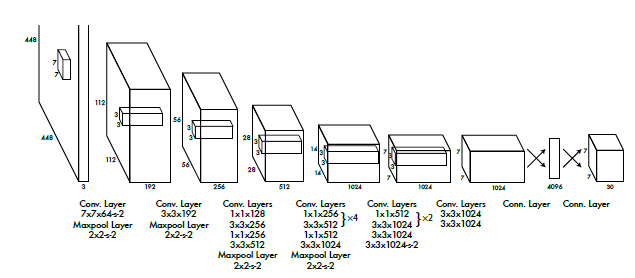 448
7
7
448
3
112
3
3
112
192
56
3
3
56
256
28
3
3
28
512
14
3
3
14
1024
7
3
3
7
1024
7
7
1024
4096
7
7
30
Conv. Layer
7x7x64-s-2
Maxpool Layer
2x2-s-2
Conv. Layer
3x3x192
Maxpool Layer
2x2-s-2
Conv. Layers
1x1x128
3x3x256
1x1x256
3x3x512
Maxpool Layer
2x2-s-2
Conv. Layers
1x1x256
3x3x512 }×4
1x1x512
3x3x1024
Maxpool Layer
2x2-s-2
Conv. Layers
1x1x512
3x3x1024 }×2
3x3x1024
3x3x1024-s-2
Conv. Layers
3x3x1024
3x3x1024
Conn. Layer
Conn. Layer